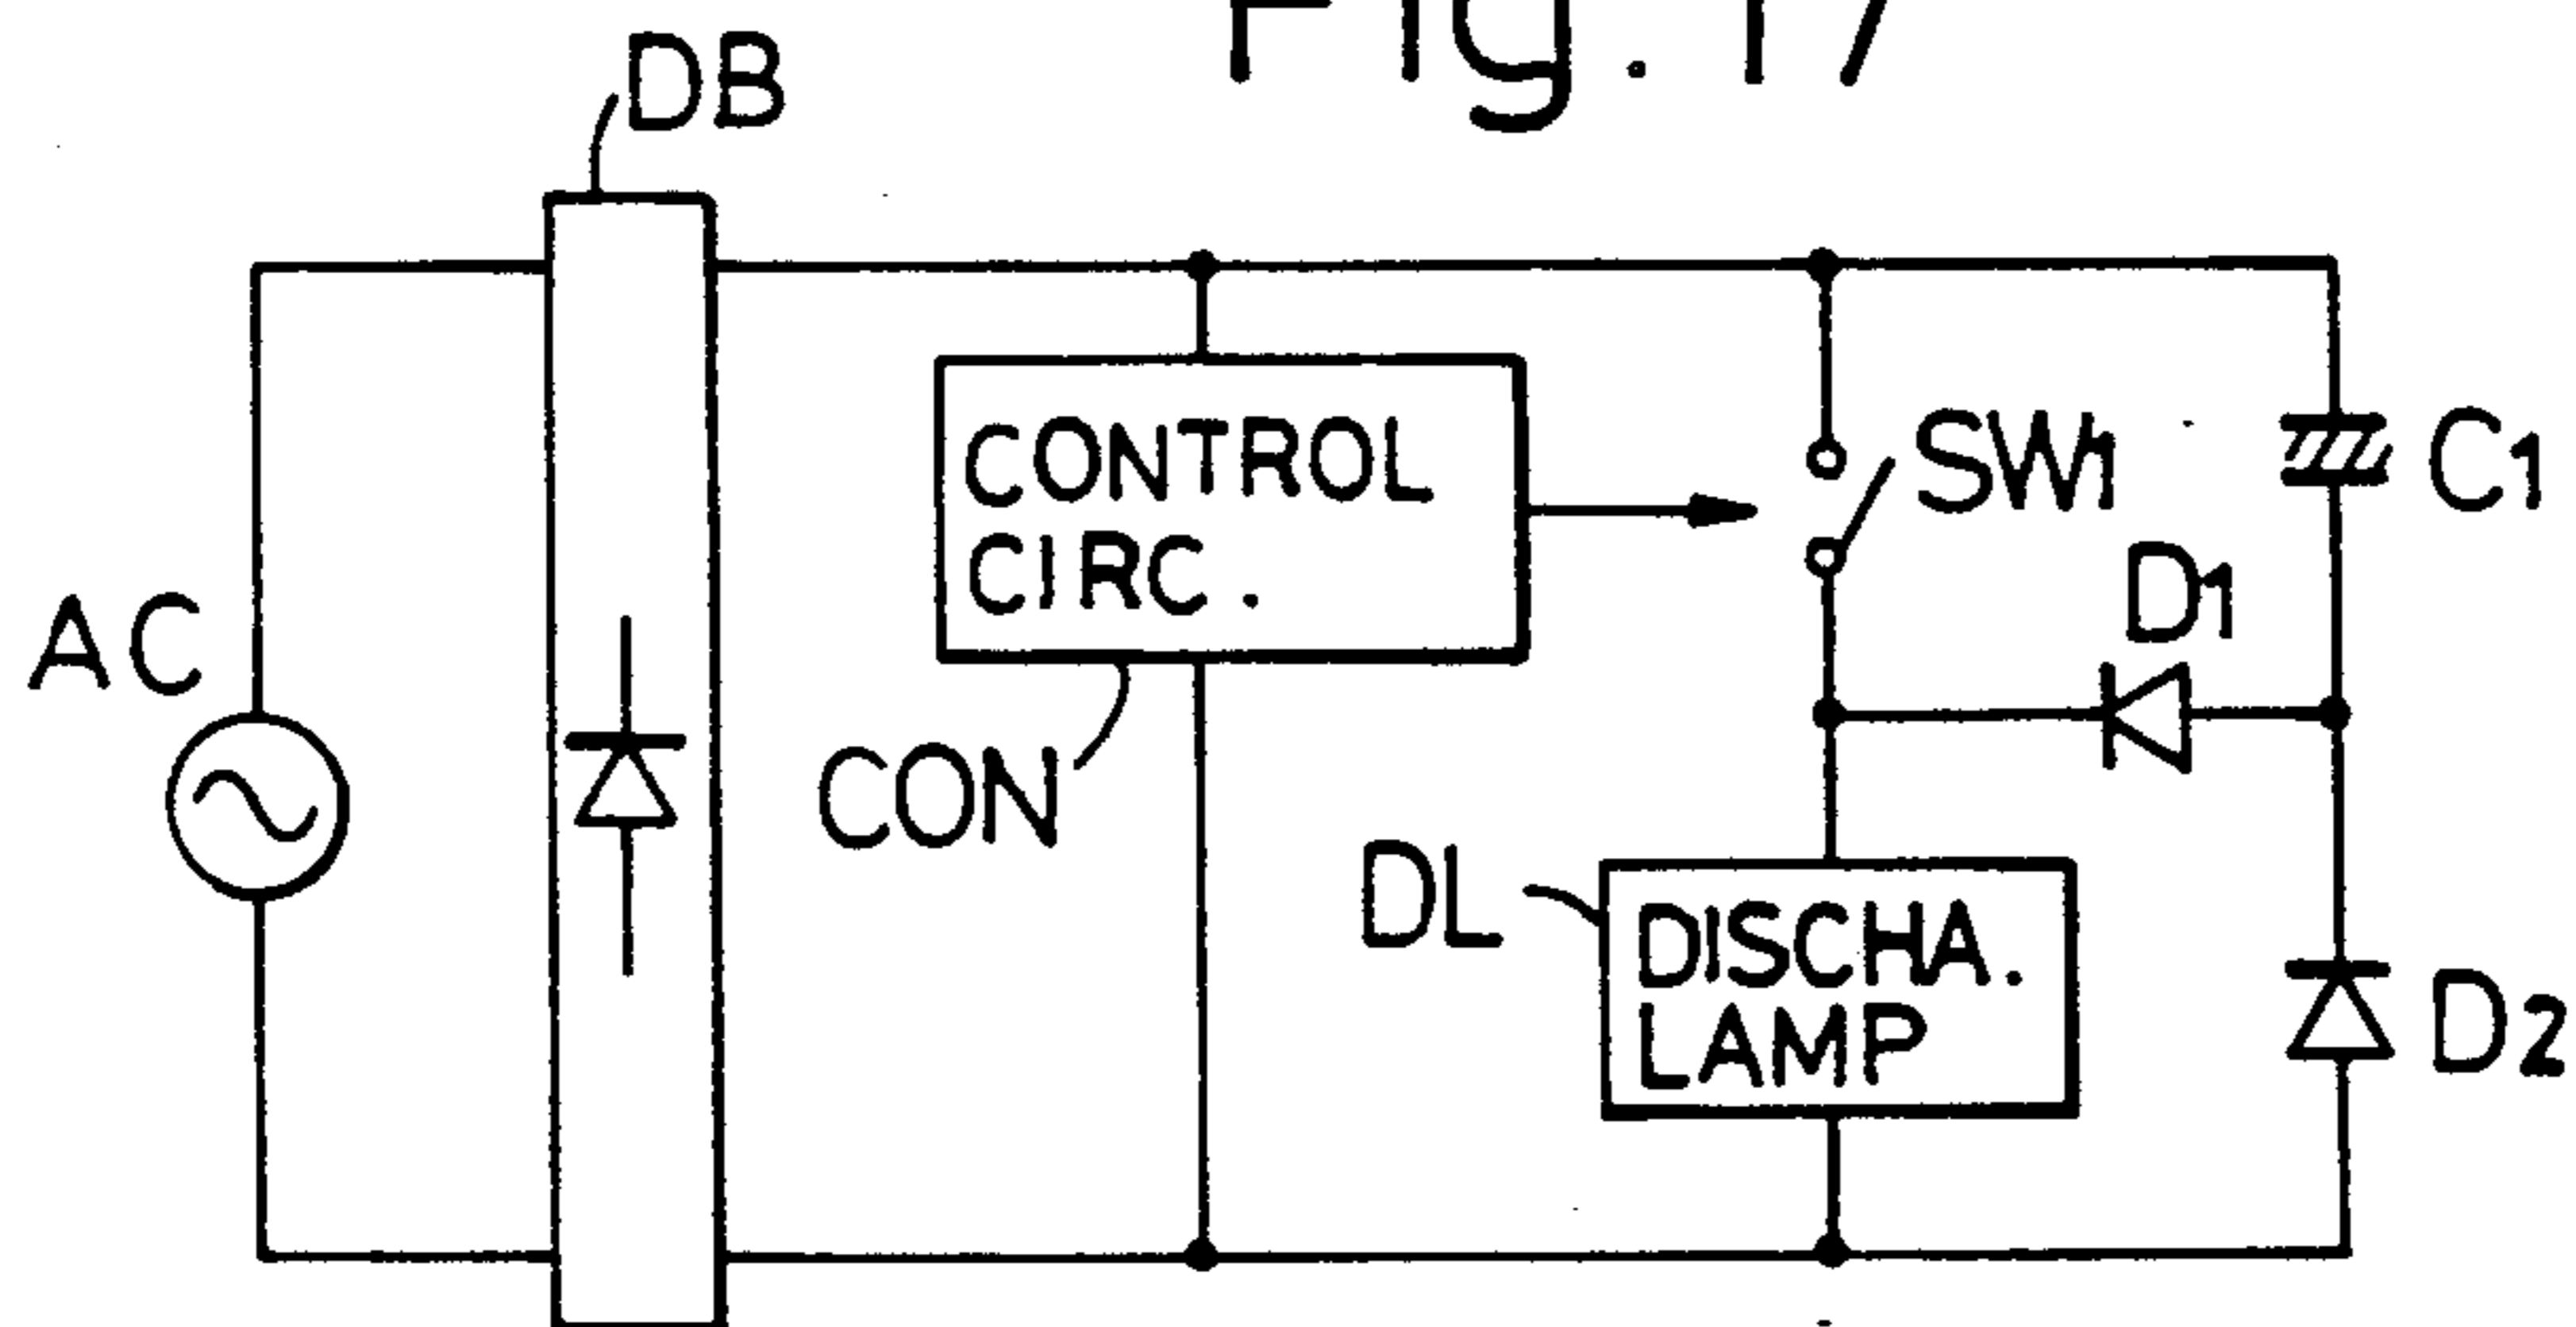 Fig. 17
DB
CONTROL
CIRC.
SW1
C1
D1
AC
CON
DL
DISCHA.
LAMP
D2